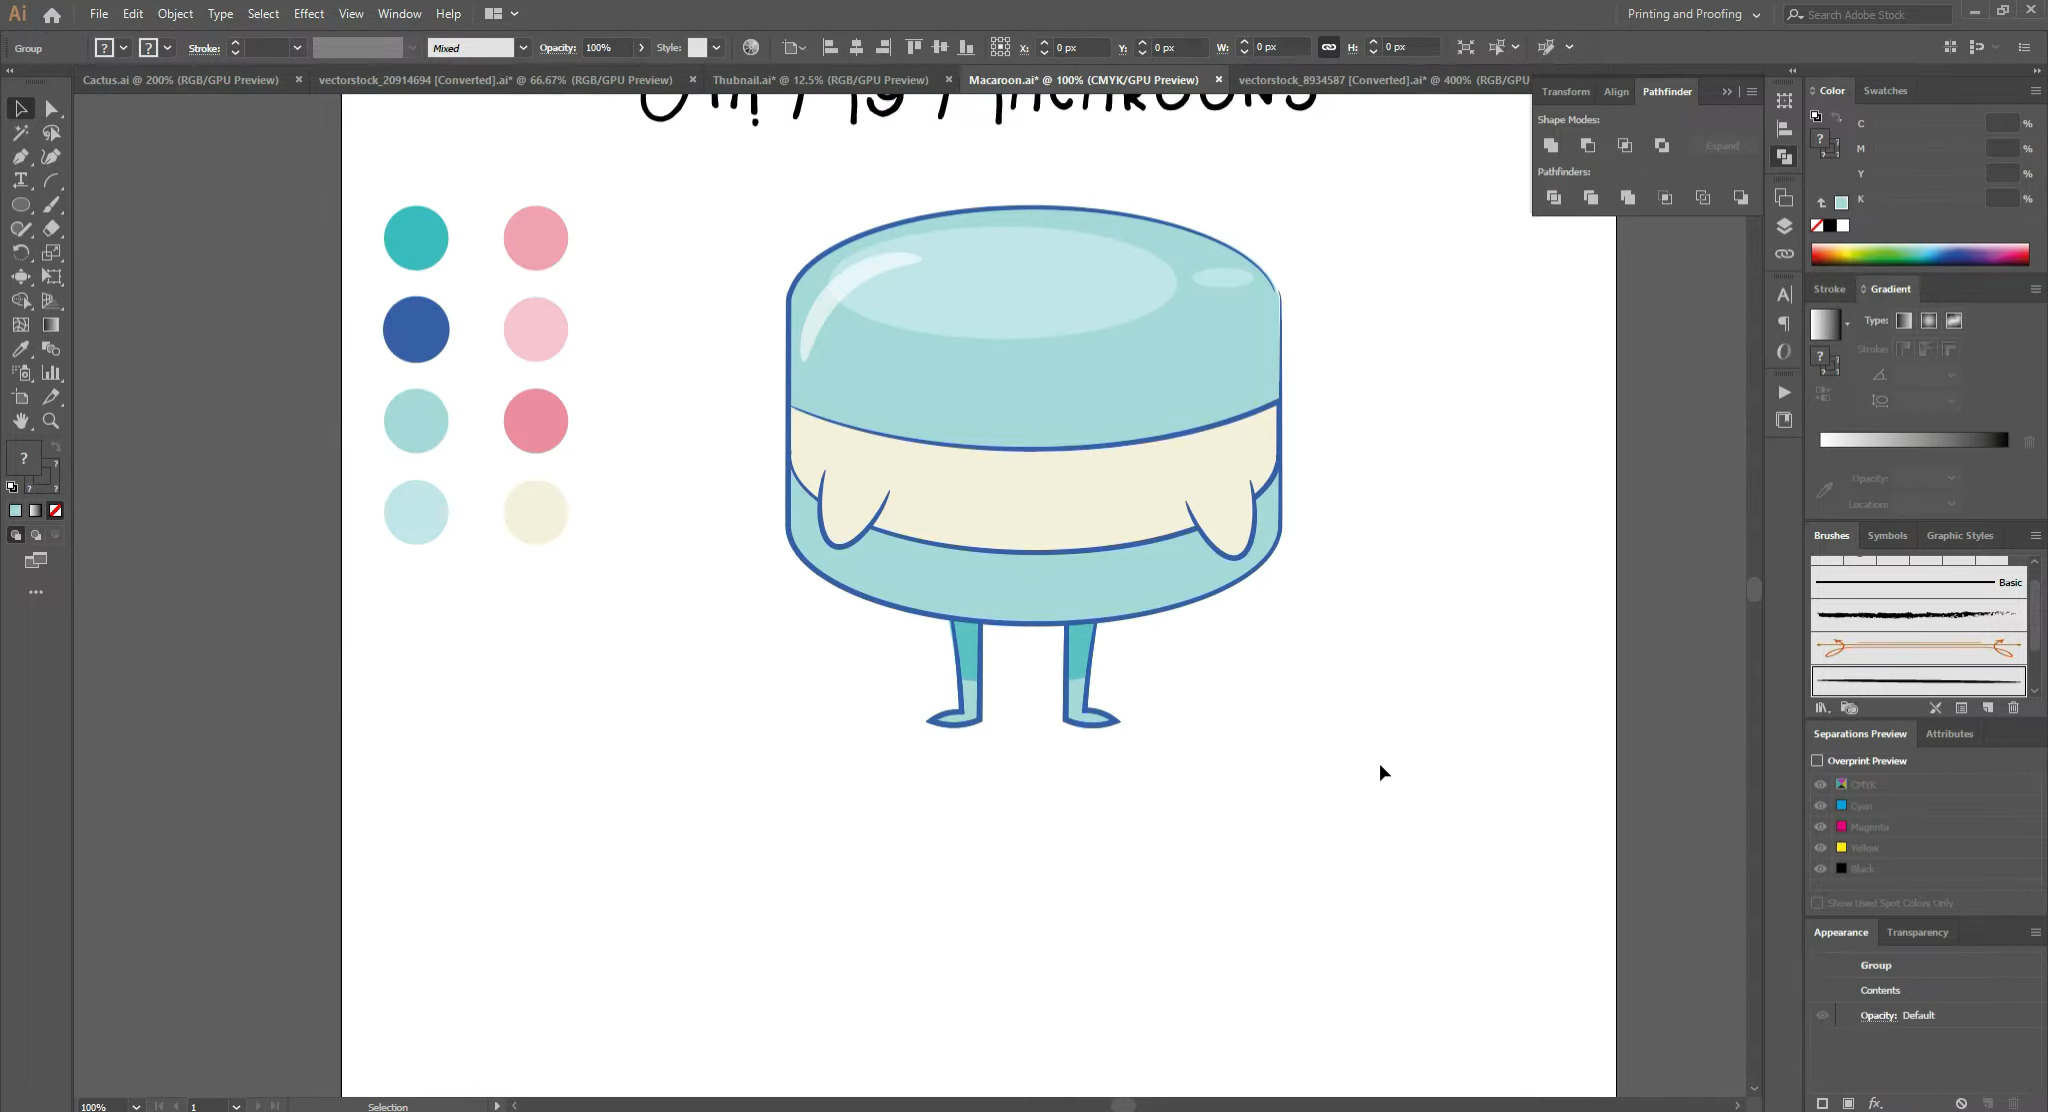 Ai File Edit Object Type Select Effect View Window Help Printing and Proofing Search Adobe Stock
Group ? ? Stroke: Mixed Opacity: 100% Style: X: 0 px Y: 0 px W: 0 px H: 0 px
Cactus.ai @ 200% (RGB/GPU Preview) × vectorstock_20914694 [Converted].ai* @ 66.67% (RGB/GPU Preview) × Thubnail.ai* @ 12.5% (RGB/GPU Preview) × Macaroon.ai* @ 100% (CMYK/GPU Preview) × vectorstock_8934587 [Converted].ai* @ 400% (RGB/GPU
Transform Align Pathfinder
Shape Modes:
Expand
Pathfinders:
Color Swatches
C %
M %
Y %
K %
Stroke Gradient
Type:
Stroke:
Opacity:
Location:
Brushes Symbols Graphic Styles
Basic
Separations Preview Attributes
Overprint Preview
CMYK
Cyan
Magenta
Yellow
Black
Show Used Spot Colors Only
Appearance Transparency
Group
Contents
Opacity: Default
fx.
100% 1 Selection